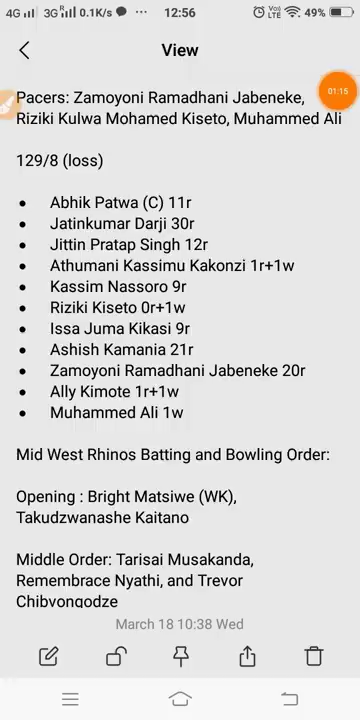 4G 3G R 0.1K/s ... 12:56 Vo) LTE 49%
View
Pacers: Zamoyoni Ramadhani Jabeneke,
Riziki Kulwa Mohamed Kiseto, Muhammed Ali
01:15
129/8 (loss)
• Abhik Patwa (C) 11r
• Jatinkumar Darji 30r
• Jittin Pratap Singh 12r
• Athumani Kassimu Kakonzi 1r+1w
• Kassim Nassoro 9r
• Riziki Kiseto 0r+1w
• Issa Juma Kikasi 9r
• Ashish Kamania 21r
• Zamoyoni Ramadhani Jabeneke 20r
• Ally Kimote 1r+1w
• Muhammed Ali 1w
Mid West Rhinos Batting and Bowling Order:
Opening : Bright Matsiwe (WK),
Takudzwanashe Kaitano
Middle Order: Tarisai Musakanda,
Remembrace Nyathi, and Trevor
Chibvongodze
March 18 10:38 Wed